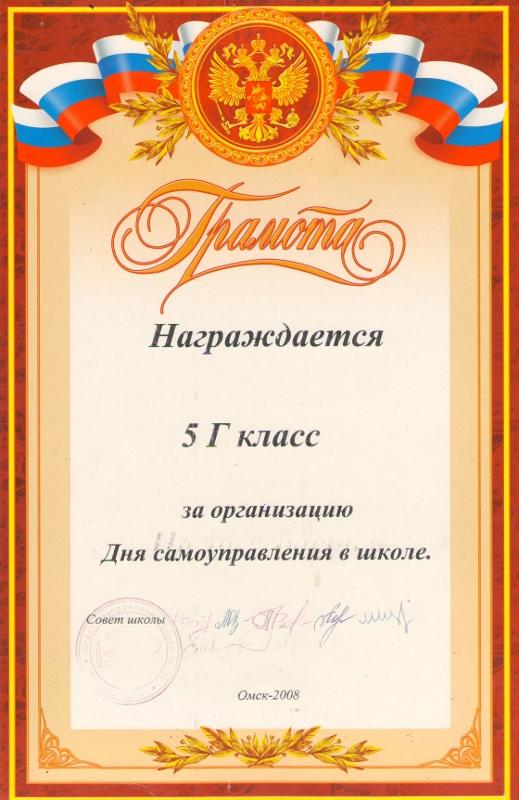 Грамота
Награждается
5 Г класс
за организацию
Дня самоуправления в школе.
Совет школы
Омск-2008